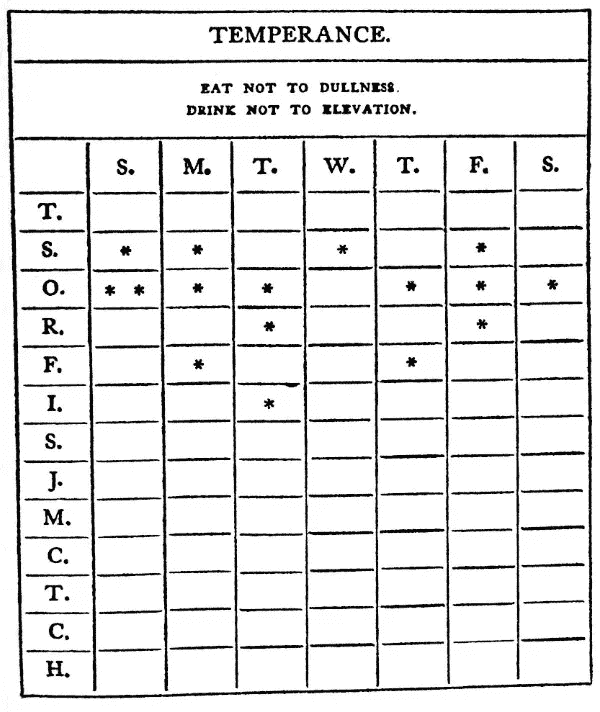 TEMPERANCE.
EAT NOT TO DULLNESS.
DRINK NOT TO ELEVATION.
S. M. T. W. T. F. S.
T.
S. * * * *
O. * * * * * * *
R. * *
F. * *
I. *
S.
J.
M.
C.
T.
C.
H.